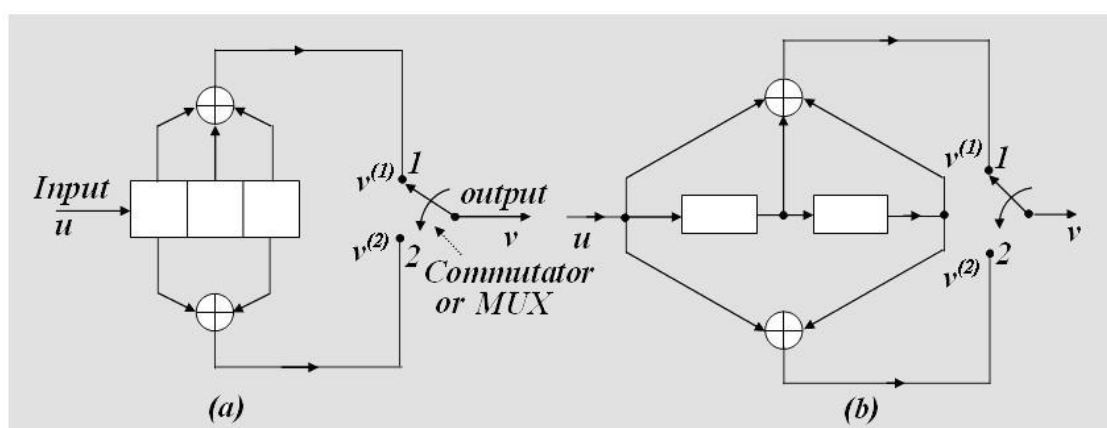 Input
u
v(1)
1
output
v
v(2)
2
Commutator
or MUX
(a)
u
v(1)
1
v
v(2)
2
(b)